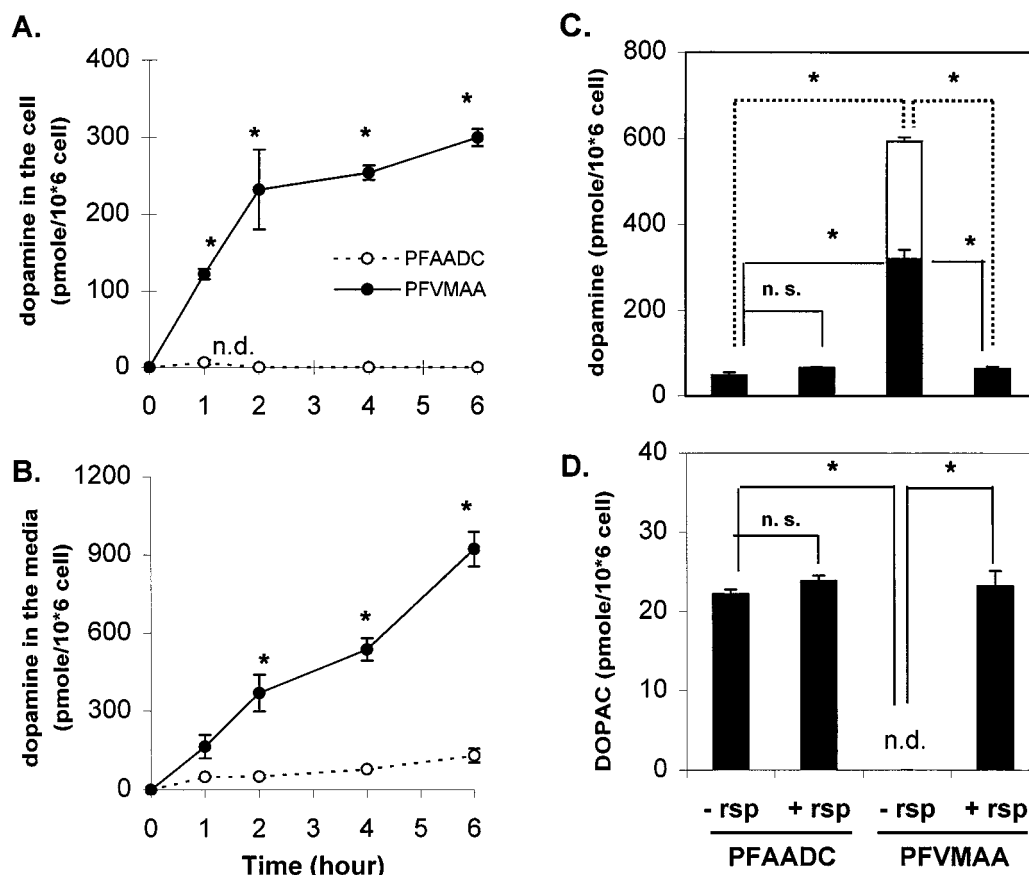 A.
dopamine in the cell
(pmole/10*6 cell)
400
300
200
100
0
*
*
*
*
PFAADC
PFVMAA
n.d.
0 1 2 3 4 5 6
B.
dopamine in the media
(pmole/10*6 cell)
1200
900
600
300
0
*
*
*
0 1 2 3 4 5 6
Time (hour)
C.
dopamine (pmole/10*6 cell)
800
600
400
200
0
* *
* *
n. s.
D.
DOPAC (pmole/10*6 cell)
40
30
20
10
0
* *
n. s.
n.d.
- rsp + rsp - rsp + rsp
PFAADC PFVMAA